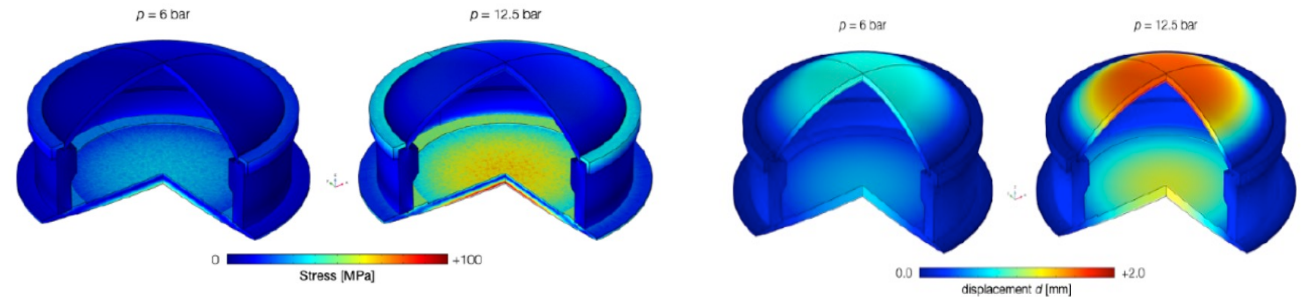 p = 6 bar
p = 12.5 bar
0
+100
Stress [MPa]
p = 6 bar
p = 12.5 bar
0.0
+2.0
displacement d [mm]